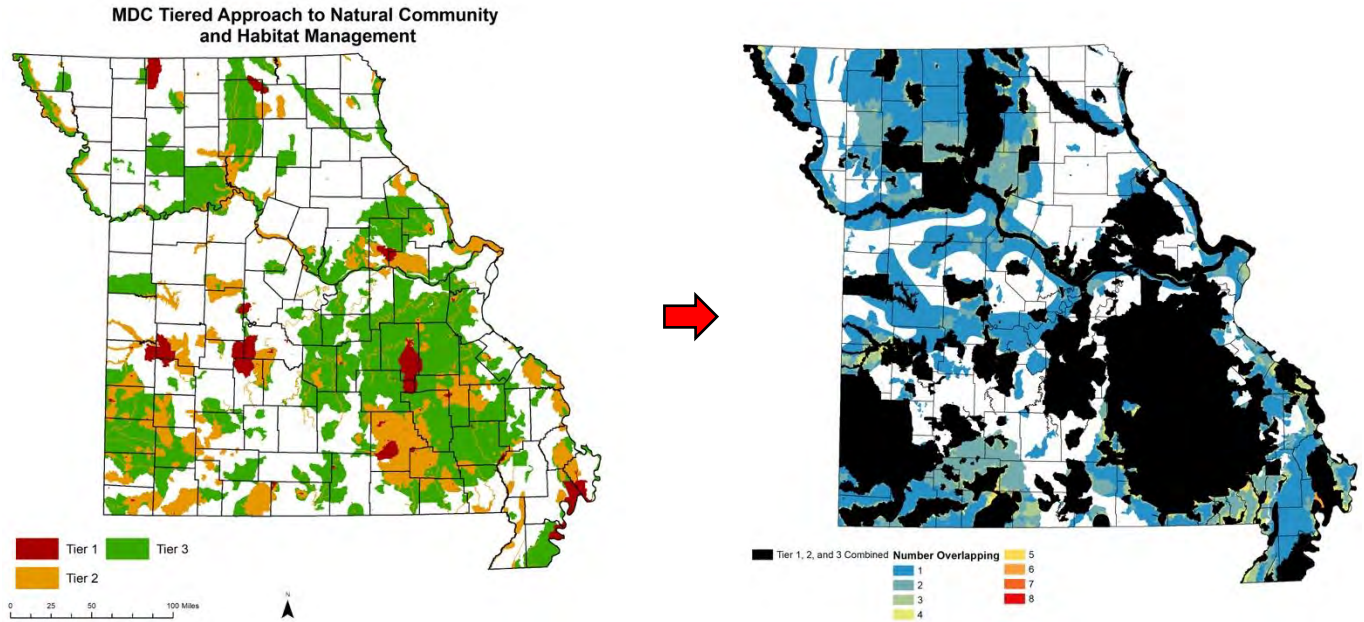 MDC Tiered Approach to Natural Community
and Habitat Management
Tier 1
Tier 3
Tier 2
0 25 50 100 Miles
N
Tier 1, 2, and 3 Combined
Number Overlapping
1
2
3
4
5
6
7
8